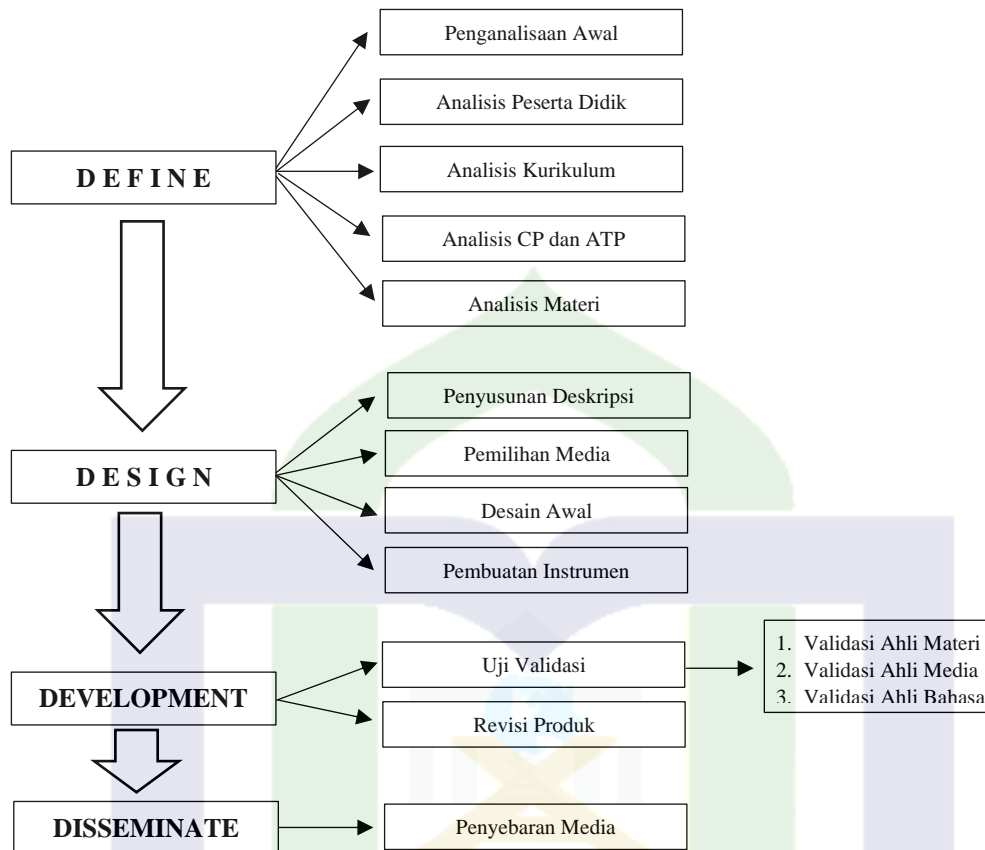 Penganalisaan Awal
Analisis Peserta Didik
D E F I N E
Analisis Kurikulum
Analisis CP dan ATP
Analisis Materi
Penyusunan Deskripsi
Pemilihan Media
D E S I G N
Desain Awal
Pembuatan Instrumen
Uji Validasi
1. Validasi Ahli Materi
2. Validasi Ahli Media
3. Validasi Ahli Bahasa
DEVELOPMENT
Revisi Produk
DISSEMINATE
Penyebaran Media